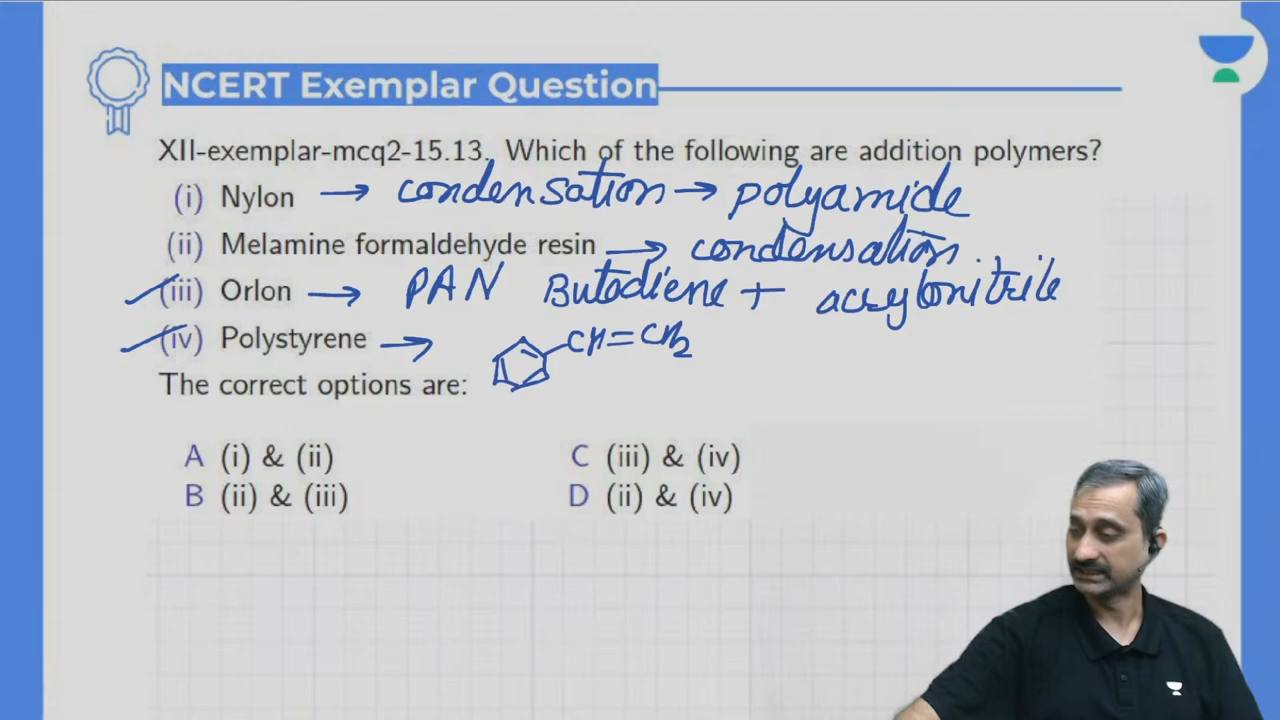 NCERT Exemplar Question
XII-exemplar-mcq2-15.13. Which of the following are addition polymers?
(i) Nylon → condensation → polyamide
(ii) Melamine formaldehyde resin → condensation.
(iii) Orlon → PAN Butadiene + acrylonitrile
(iv) Polystyrene → CH=CH2
The correct options are:
A (i) & (ii)
B (ii) & (iii)
C (iii) & (iv)
D (ii) & (iv)